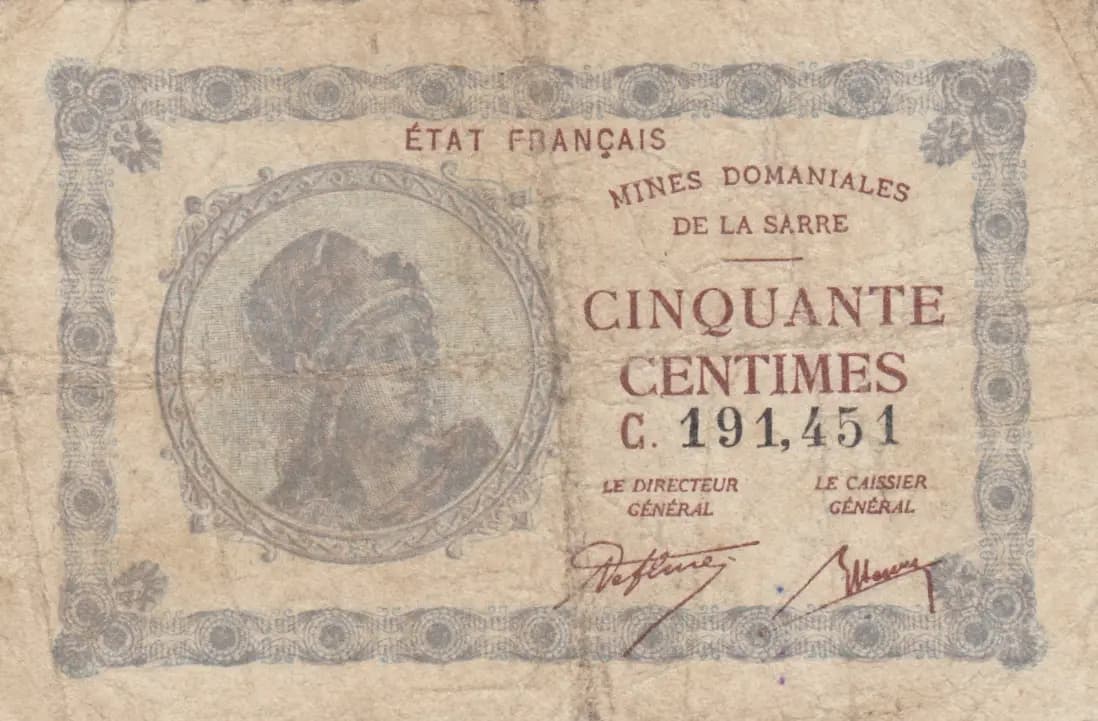 ÉTAT FRANÇAIS
MINES DOMANIALES
DE LA SARRE
CINQUANTE
CENTIMES
C. 191,451
LE DIRECTEUR
GÉNÉRAL
LE CAISSIER
GÉNÉRAL